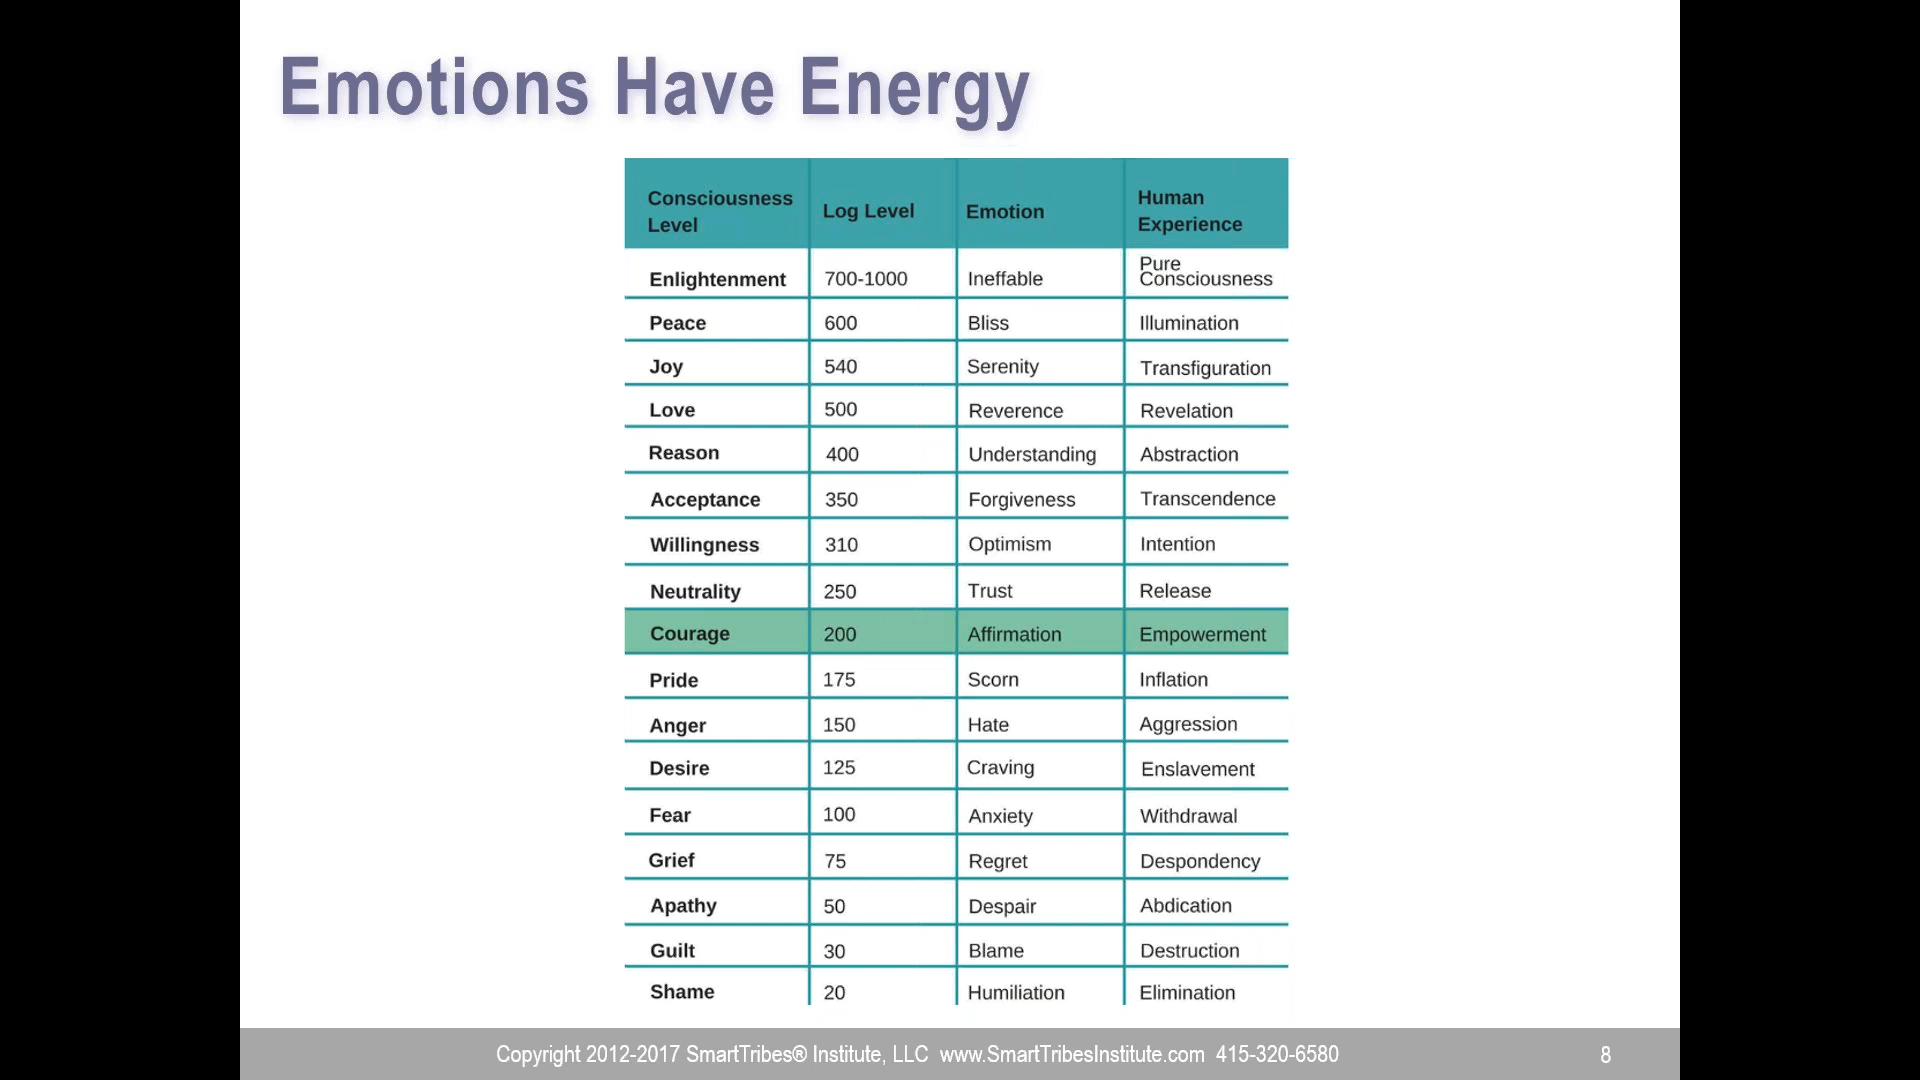 Emotions Have Energy
Consciousness Level Log Level Emotion Human Experience
Enlightenment 700-1000 Ineffable Pure Consciousness
Peace 600 Bliss Illumination
Joy 540 Serenity Transfiguration
Love 500 Reverence Revelation
Reason 400 Understanding Abstraction
Acceptance 350 Forgiveness Transcendence
Willingness 310 Optimism Intention
Neutrality 250 Trust Release
Courage 200 Affirmation Empowerment
Pride 175 Scorn Inflation
Anger 150 Hate Aggression
Desire 125 Craving Enslavement
Fear 100 Anxiety Withdrawal
Grief 75 Regret Despondency
Apathy 50 Despair Abdication
Guilt 30 Blame Destruction
Shame 20 Humiliation Elimination
Copyright 2012-2017 SmartTribes® Institute, LLC www.SmartTribesInstitute.com 415-320-6580 8